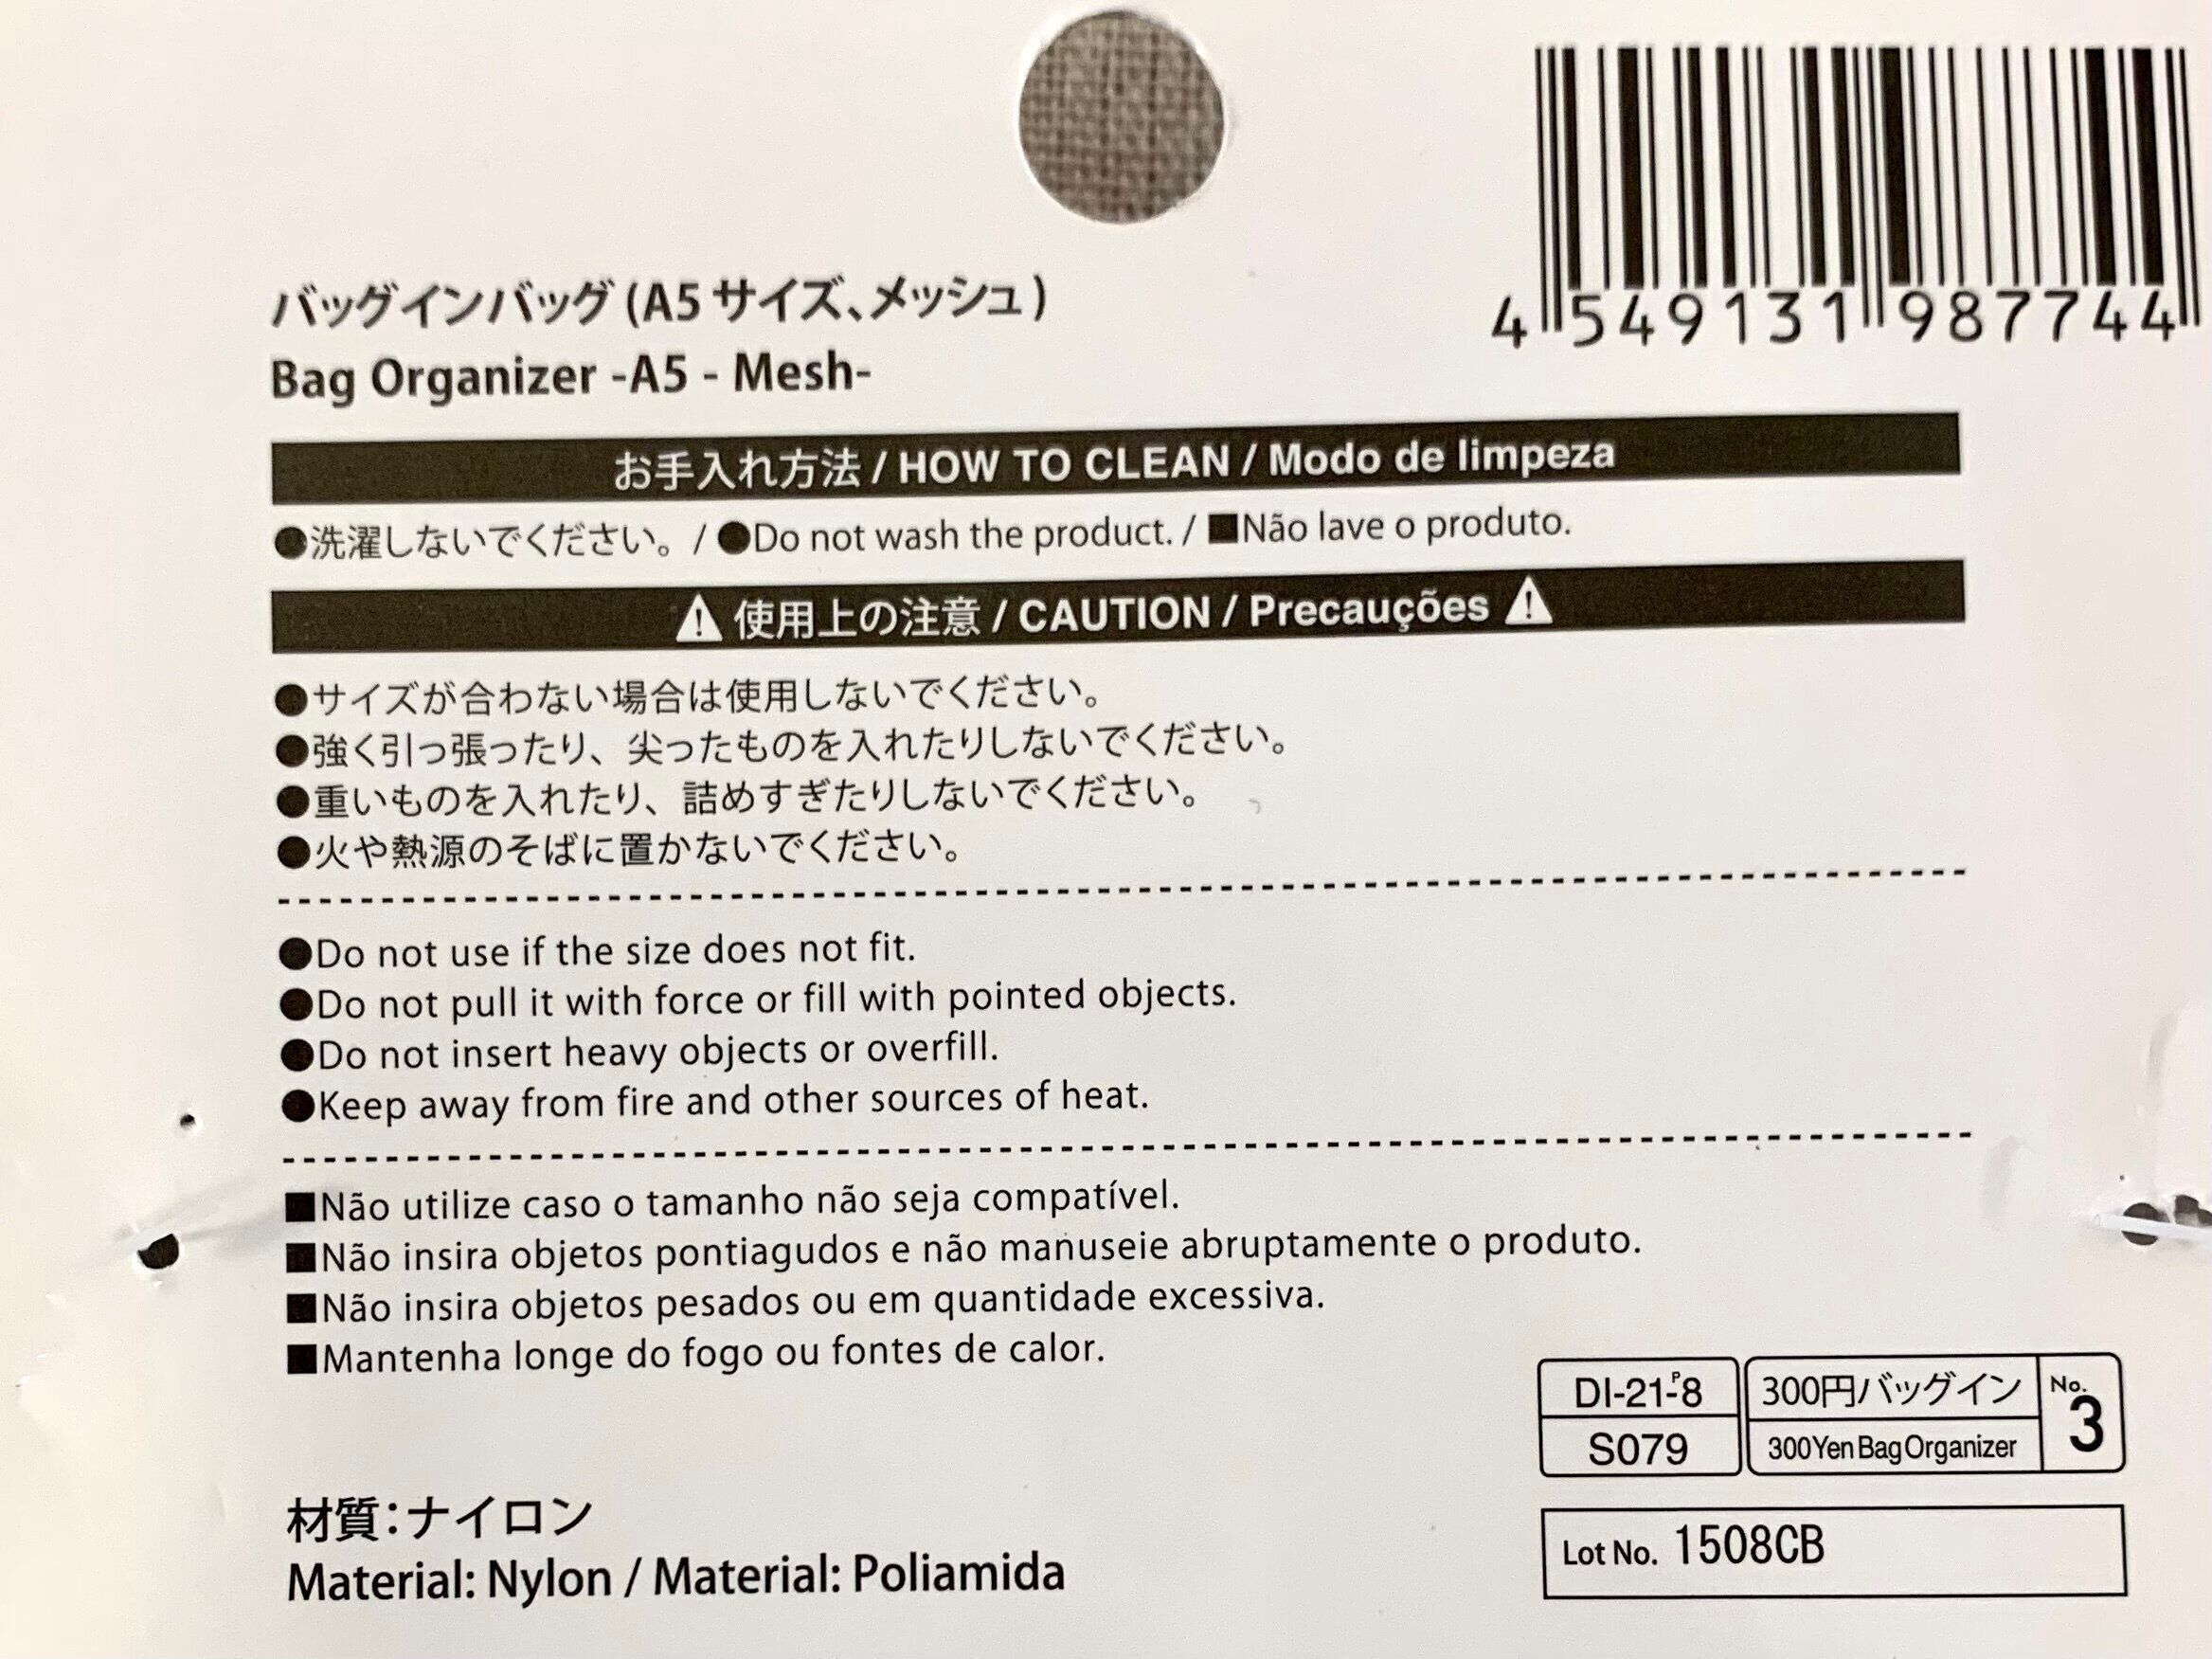 4 549131 987744
バッグインバッグ(A5サイズ、メッシュ)
Bag Organizer -A5 - Mesh-
お手入れ方法 / HOW TO CLEAN / Modo de limpeza
●洗濯しないでください。 / ●Do not wash the product. / ■Não lave o produto.
⚠ 使用上の注意 / CAUTION / Precauções ⚠
●サイズが合わない場合は使用しないでください。
●強く引っ張ったり、尖ったものを入れたりしないでください。
●重いものを入れたり、詰めすぎたりしないでください。
●火や熱源のそばに置かないでください。
●Do not use if the size does not fit.
●Do not pull it with force or fill with pointed objects.
●Do not insert heavy objects or overfill.
●Keep away from fire and other sources of heat.
■Não utilize caso o tamanho não seja compatível.
■Não insira objetos pontiagudos e não manuseie abruptamente o produto.
■Não insira objetos pesados ou em quantidade excessiva.
■Mantenha longe do fogo ou fontes de calor.
DI-21-P8
S079
300円バッグイン
300Yen Bag Organizer
No.
3
材質：ナイロン
Material: Nylon / Material: Poliamida
Lot No. 1508CB